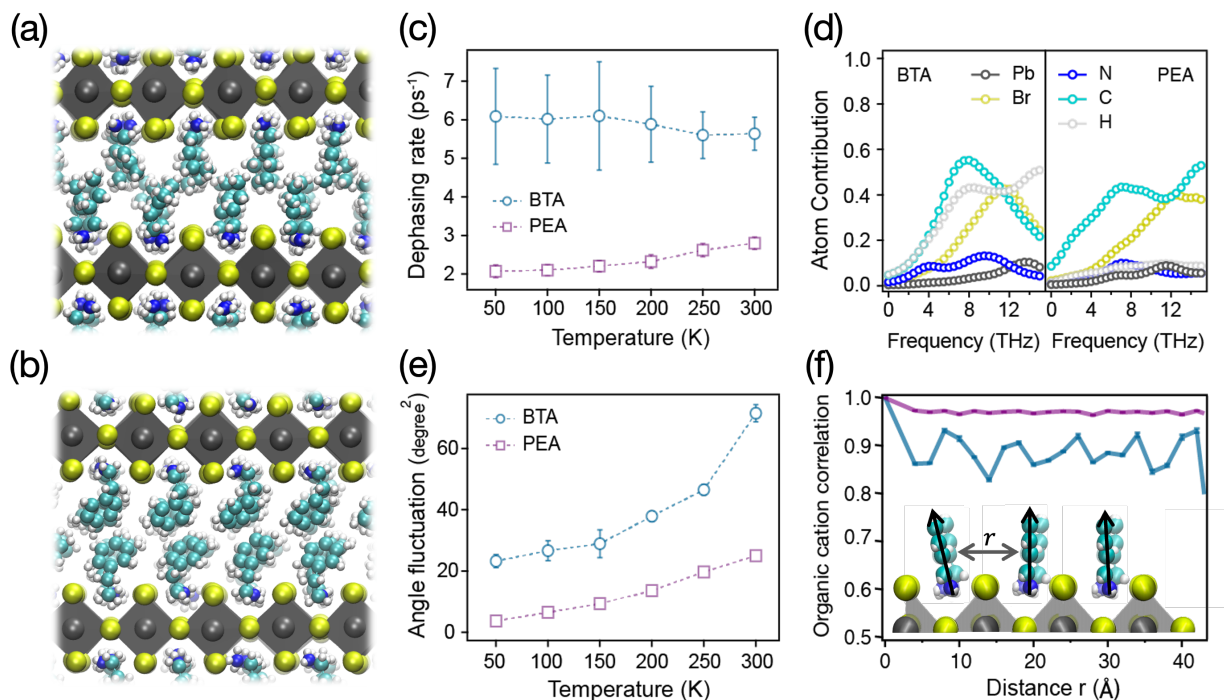 (a)
(b)
(c)
Dephasing rate (ps⁻¹)
7
6
5
4
3
2
BTA
PEA
50 100 150 200 250 300
Temperature (K)
(d)
Atom Contribution
1.0
0.8
0.6
0.4
0.2
0.0
BTA
Pb
Br
N
C
H
PEA
0 4 8 12 0 4 8 12
Frequency (THz) Frequency (THz)
(e)
Angle fluctuation (degree²)
60
40
20
0
BTA
PEA
50 100 150 200 250 300
Temperature (K)
(f)
Organic cation correlation
1.0
0.9
0.8
0.7
0.6
0.5
r
0 10 20 30 40
Distance r (Å)